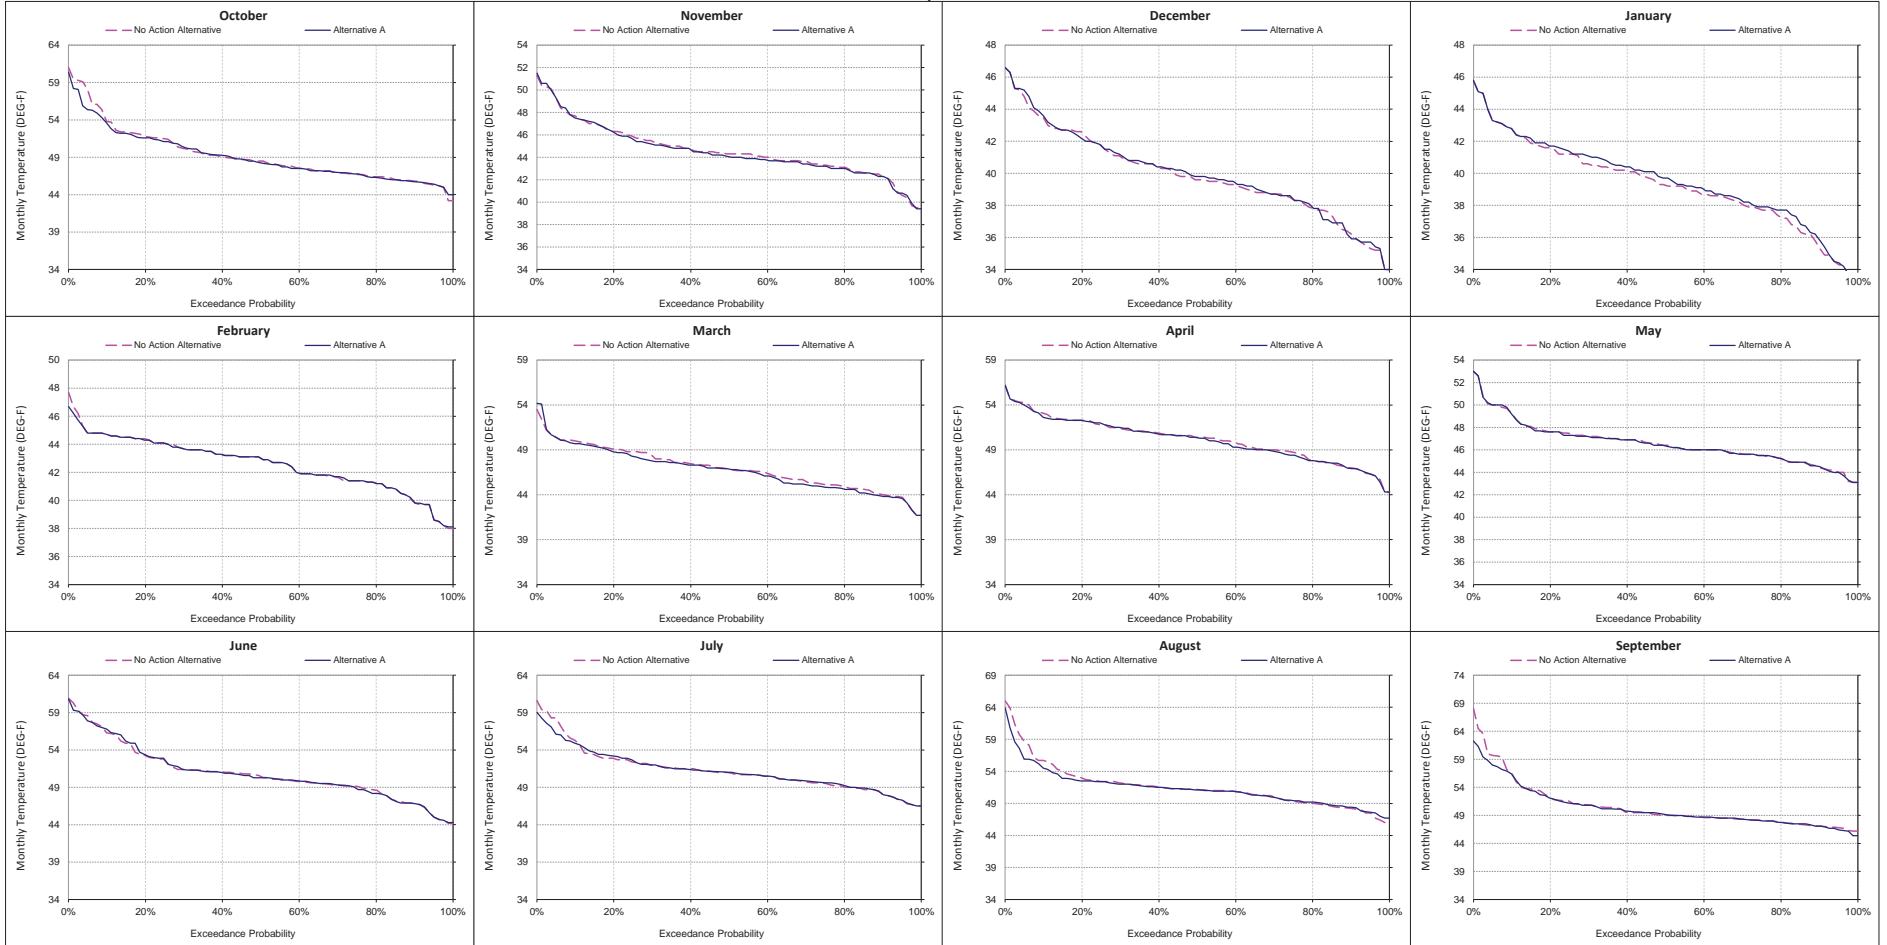 October
No Action Alternative
Alternative A
Monthly Temperature (DEG-F)
64
59
54
49
44
39
34
0%
20%
40%
60%
80%
100%
Exceedance Probability
November
No Action Alternative
Alternative A
Monthly Temperature (DEG-F)
54
52
50
48
46
44
42
40
38
36
34
0%
20%
40%
60%
80%
100%
Exceedance Probability
December
No Action Alternative
Alternative A
Monthly Temperature (DEG-F)
48
46
44
42
40
38
36
34
0%
20%
40%
60%
80%
100%
Exceedance Probability
January
No Action Alternative
Alternative A
Monthly Temperature (DEG-F)
48
46
44
42
40
38
36
34
0%
20%
40%
60%
80%
100%
Exceedance Probability
February
No Action Alternative
Alternative A
Monthly Temperature (DEG-F)
50
48
46
44
42
40
38
36
34
0%
20%
40%
60%
80%
100%
Exceedance Probability
March
No Action Alternative
Alternative A
Monthly Temperature (DEG-F)
59
54
49
44
39
34
0%
20%
40%
60%
80%
100%
Exceedance Probability
April
No Action Alternative
Alternative A
Monthly Temperature (DEG-F)
59
54
49
44
39
34
0%
20%
40%
60%
80%
100%
Exceedance Probability
May
No Action Alternative
Alternative A
Monthly Temperature (DEG-F)
54
52
50
48
46
44
42
40
38
36
34
0%
20%
40%
60%
80%
100%
Exceedance Probability
June
No Action Alternative
Alternative A
Monthly Temperature (DEG-F)
64
59
54
49
44
39
34
0%
20%
40%
60%
80%
100%
Exceedance Probability
July
No Action Alternative
Alternative A
Monthly Temperature (DEG-F)
64
59
54
49
44
39
34
0%
20%
40%
60%
80%
100%
Exceedance Probability
August
No Action Alternative
Alternative A
Monthly Temperature (DEG-F)
69
64
59
54
49
44
39
34
0%
20%
40%
60%
80%
100%
Exceedance Probability
September
No Action Alternative
Alternative A
Monthly Temperature (DEG-F)
74
69
64
59
54
49
44
39
34
0%
20%
40%
60%
80%
100%
Exceedance Probability